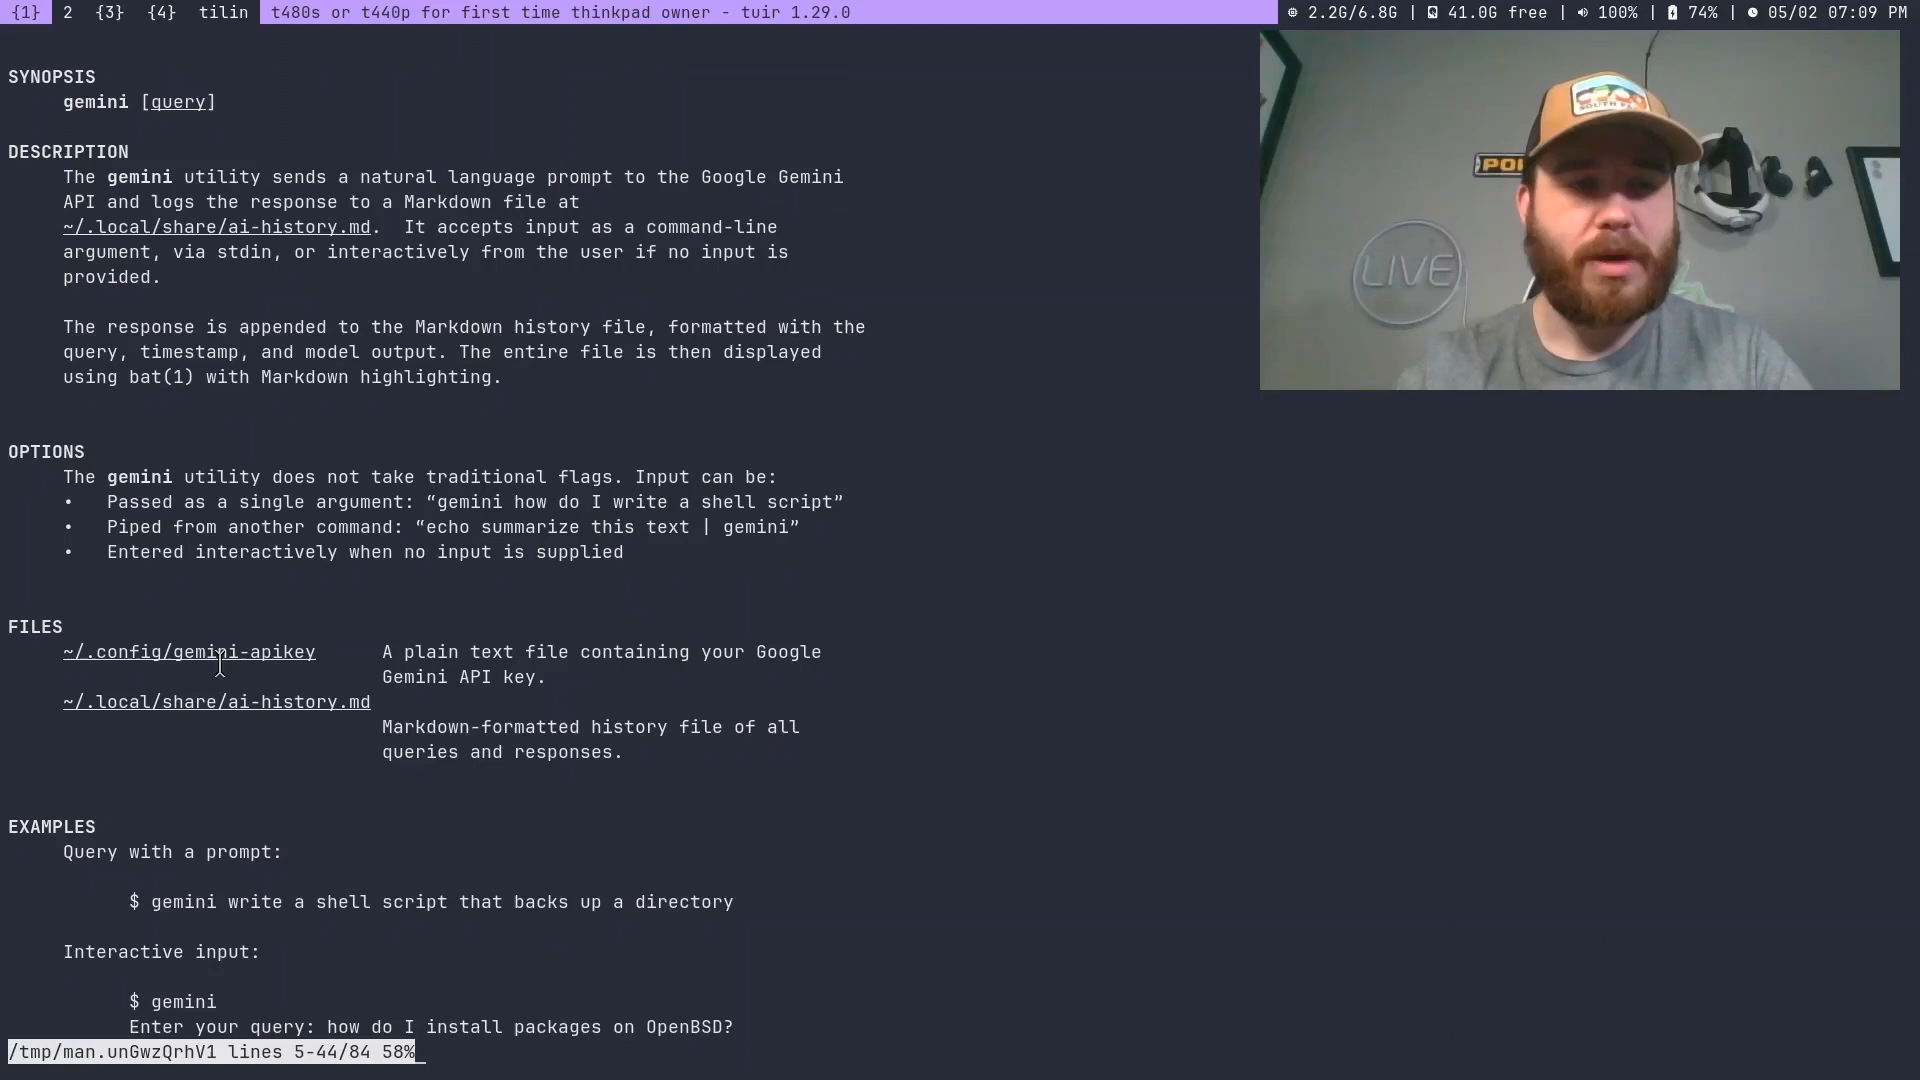 {1} 2 {3} {4} tilin t480s or t440p for first time thinkpad owner - tuir 1.29.0 2.2G/6.8G | 41.0G free | 100% | 74% | 05/02 07:09 PM
SYNOPSIS
gemini [query]
DESCRIPTION
The gemini utility sends a natural language prompt to the Google Gemini
API and logs the response to a Markdown file at
~/.local/share/ai-history.md.  It accepts input as a command-line
argument, via stdin, or interactively from the user if no input is
provided.
The response is appended to the Markdown history file, formatted with the
query, timestamp, and model output. The entire file is then displayed
using bat(1) with Markdown highlighting.
OPTIONS
The gemini utility does not take traditional flags. Input can be:
•   Passed as a single argument: “gemini how do I write a shell script”
•   Piped from another command: “echo summarize this text | gemini”
•   Entered interactively when no input is supplied
FILES
~/.config/gemini-apikey      A plain text file containing your Google
Gemini API key.
~/.local/share/ai-history.md
Markdown-formatted history file of all
queries and responses.
EXAMPLES
Query with a prompt:
$ gemini write a shell script that backs up a directory
Interactive input:
$ gemini
Enter your query: how do I install packages on OpenBSD?
/tmp/man.unGwzQrhV1 lines 5-44/84 58%
LIVE